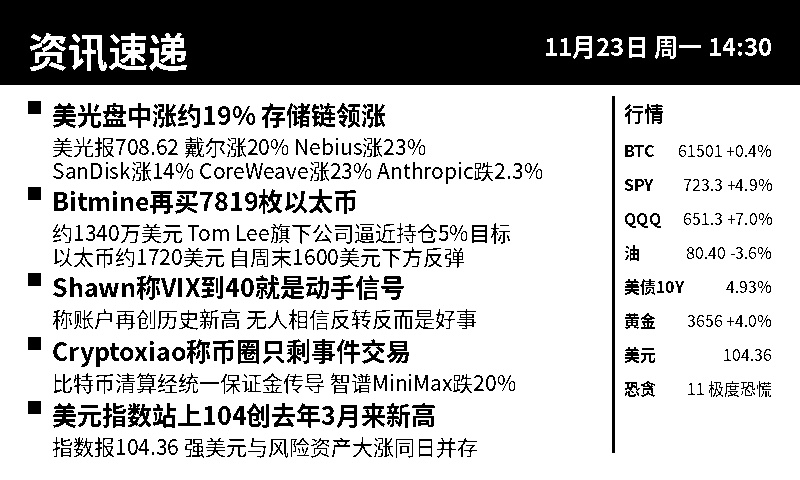 资讯速递
11月23日 周一 14:30
美光盘中涨约19% 存储链领涨
美光报708.62 戴尔涨20% Nebius涨23%
SanDisk涨14% CoreWeave涨23% Anthropic跌2.3%
Bitmine再买7819枚以太币
约1340万美元 Tom Lee旗下公司逼近持仓5%目标
以太币约1720美元 自周末1600美元下方反弹
Shawn称VIX到40就是动手信号
称账户再创历史新高 无人相信反转反而是好事
Cryptoxiao称币圈只剩事件交易
比特币清算经统一保证金传导 智谱MiniMax跌20%
美元指数站上104创去年3月来新高
指数报104.36 强美元与风险资产大涨同日并存
行情
BTC 61501 +0.4%
SPY 723.3 +4.9%
QQQ 651.3 +7.0%
油 80.40 -3.6%
美债10Y 4.93%
黄金 3656 +4.0%
美元 104.36
恐贪 11 极度恐慌